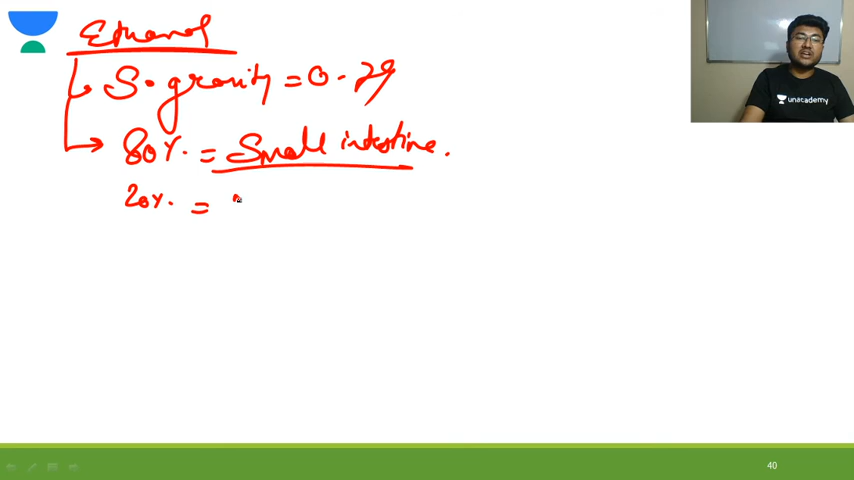 Ethanol
S. gravity = 0.79
80%. = Small intestine.
20%. =
unacademy
40